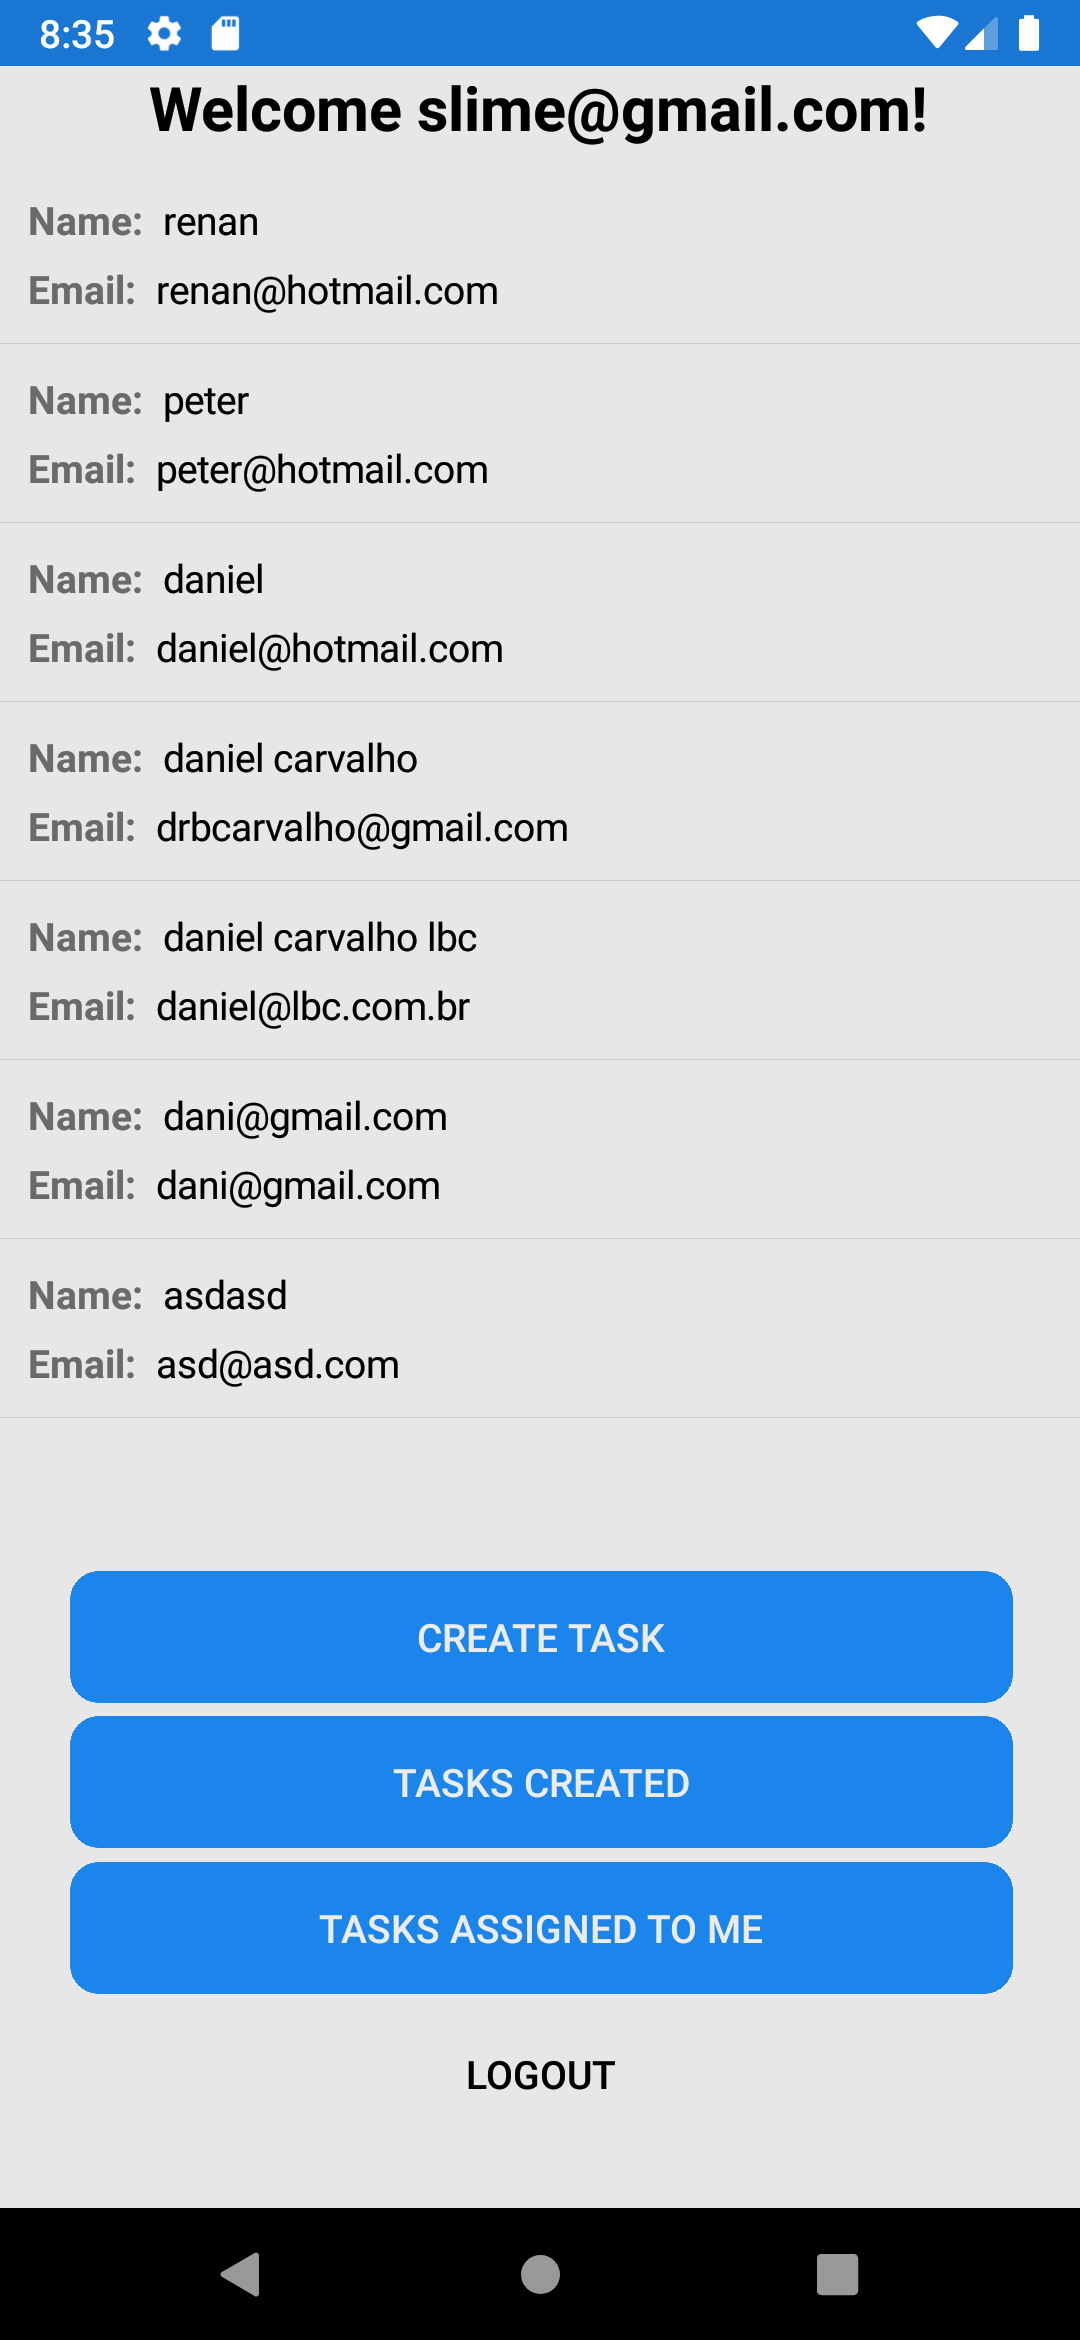 8:35
Welcome slime@gmail.com!
Name: renan
Email: renan@hotmail.com
Name: peter
Email: peter@hotmail.com
Name: daniel
Email: daniel@hotmail.com
Name: daniel carvalho
Email: drbcarvalho@gmail.com
Name: daniel carvalho lbc
Email: daniel@lbc.com.br
Name: dani@gmail.com
Email: dani@gmail.com
Name: asdasd
Email: asd@asd.com
CREATE TASK
TASKS CREATED
TASKS ASSIGNED TO ME
LOGOUT